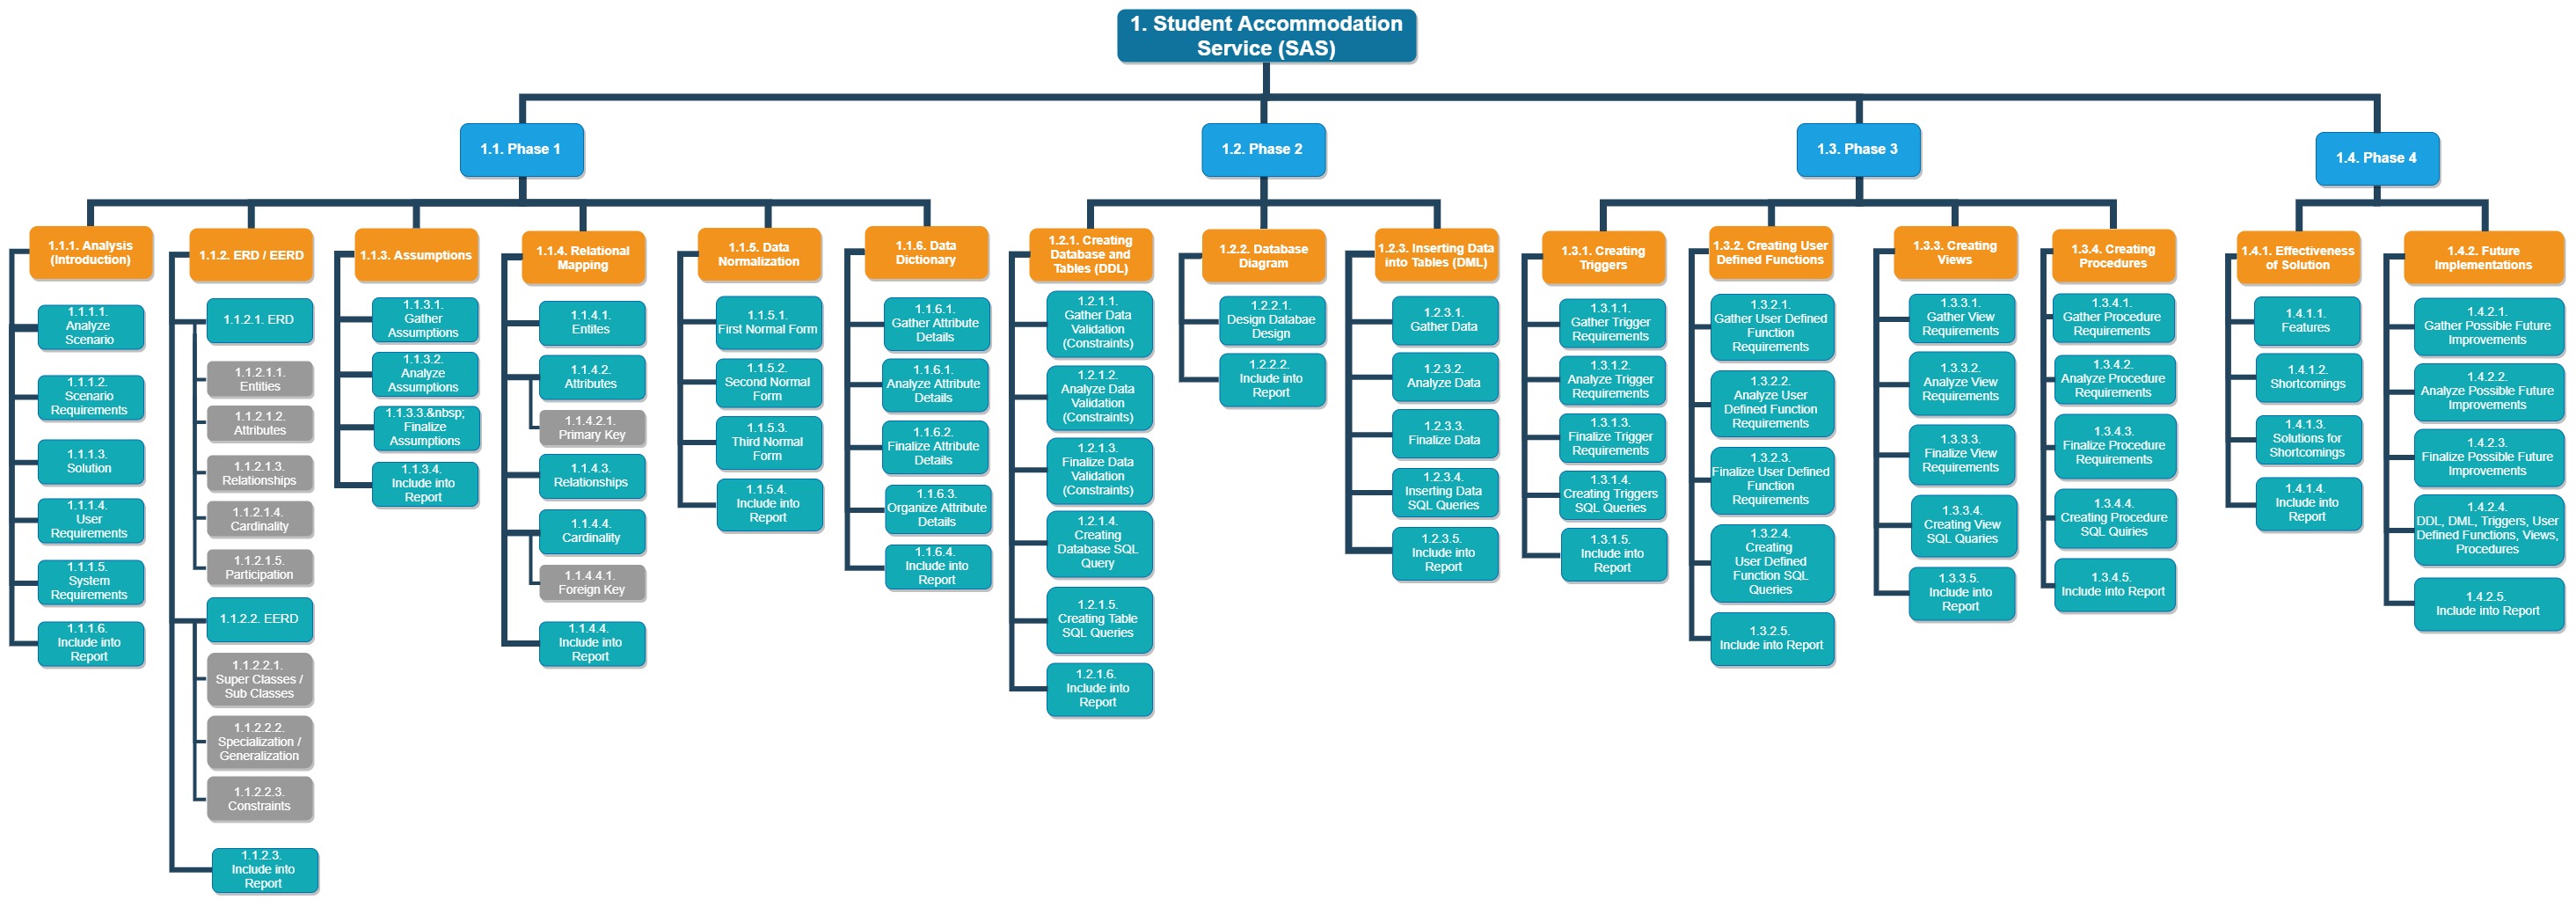 1. Student Accommodation
Service (SAS)
1.1. Phase 1
1.2. Phase 2
1.3. Phase 3
1.4. Phase 4
1.1.1. Analysis
(Introduction)
1.1.1.1.
Analyze
Scenario
1.1.1.2.
Scenario
Requirements
1.1.1.3.
Solution
1.1.1.4.
User
Requirements
1.1.1.5.
System
Requirements
1.1.1.6.
Include into
Report
1.1.2. ERD / EERD
1.1.2.1. ERD
1.1.2.1.1.
Entities
1.1.2.1.2.
Attributes
1.1.2.1.3.
Relationships
1.1.2.1.4.
Cardinality
1.1.2.1.5.
Participation
1.1.2.2. EERD
1.1.2.2.1.
Super Classes /
Sub Classes
1.1.2.2.2.
Specialization /
Generalization
1.1.2.2.3.
Constraints
1.1.2.3.
Include into
Report
1.1.3. Assumptions
1.1.3.1.
Gather
Assumptions
1.1.3.2.
Analyze
Assumptions
1.1.3.3.&nbsp;
Finalize
Assumptions
1.1.3.4.
Include into
Report
1.1.4. Relational
Mapping
1.1.4.1.
Entites
1.1.4.2.
Attributes
1.1.4.2.1.
Primary Key
1.1.4.3.
Relationships
1.1.4.4.
Cardinality
1.1.4.4.1.
Foreign Key
1.1.4.4.
Include into
Report
1.1.5. Data
Normalization
1.1.5.1.
First Normal Form
1.1.5.2.
Second Normal
Form
1.1.5.3.
Third Normal
Form
1.1.5.4.
Include into
Report
1.1.6. Data
Dictionary
1.1.6.1.
Gather Attribute
Details
1.1.6.1.
Analyze Attribute
Details
1.1.6.2.
Finalize Attribute
Details
1.1.6.3.
Organize Attribute
Details
1.1.6.4.
Include into
Report
1.2.1. Creating
Database and
Tables (DDL)
1.2.1.1.
Gather Data
Validation
(Constraints)
1.2.1.2.
Analyze Data
Validation
(Constraints)
1.2.1.3.
Finalize Data
Validation
(Constraints)
1.2.1.4.
Creating
Database SQL
Query
1.2.1.5.
Creating Table
SQL Queries
1.2.1.6.
Include into
Report
1.2.2. Database
Diagram
1.2.2.1.
Design Databae
Design
1.2.2.2.
Include into
Report
1.2.3. Inserting Data
into Tables (DML)
1.2.3.1.
Gather Data
1.2.3.2.
Analyze Data
1.2.3.3.
Finalize Data
1.2.3.4.
Inserting Data
SQL Queries
1.2.3.5.
Include into
Report
1.3.1. Creating
Triggers
1.3.1.1.
Gather Trigger
Requirements
1.3.1.2.
Analyze Trigger
Requirements
1.3.1.3.
Finalize Trigger
Requirements
1.3.1.4.
Creating Triggers
SQL Queries
1.3.1.5.
Include into
Report
1.3.2. Creating User
Defined Functions
1.3.2.1.
Gather User Defined
Function
Requirements
1.3.2.2.
Analyze User
Defined Function
Requirements
1.3.2.3.
Finalize User Defined
Function
Requirements
1.3.2.4.
Creating
User Defined
Function SQL
Queries
1.3.2.5.
Include into Report
1.3.3. Creating
Views
1.3.3.1.
Gather View
Requirements
1.3.3.2.
Analyze View
Requirements
1.3.3.3.
Finalize View
Requirements
1.3.3.4.
Creating View
SQL Quaries
1.3.3.5.
Include into
Report
1.3.4. Creating
Procedures
1.3.4.1.
Gather Procedure
Requirements
1.3.4.2.
Analyze Procedure
Requirements
1.3.4.3.
Finalize Procedure
Requirements
1.3.4.4.
Creating Procedure
SQL Quiries
1.3.4.5.
Include into Report
1.4.1. Effectiveness
of Solution
1.4.1.1.
Features
1.4.1.2.
Shortcomings
1.4.1.3.
Solutions for
Shortcomings
1.4.1.4.
Include into
Report
1.4.2. Future
Implementations
1.4.2.1.
Gather Possible Future
Improvements
1.4.2.2.
Analyze Possible Future
Improvements
1.4.2.3.
Finalize Possible Future
Improvements
1.4.2.4.
DDL, DML, Triggers, User
Defined Functions, Views,
Procedures
1.4.2.5.
Include into Report